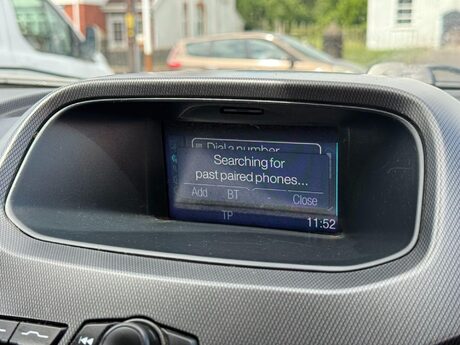 Dial a number
Searching for
past paired phones...
Add BT - Close
TP 11:52